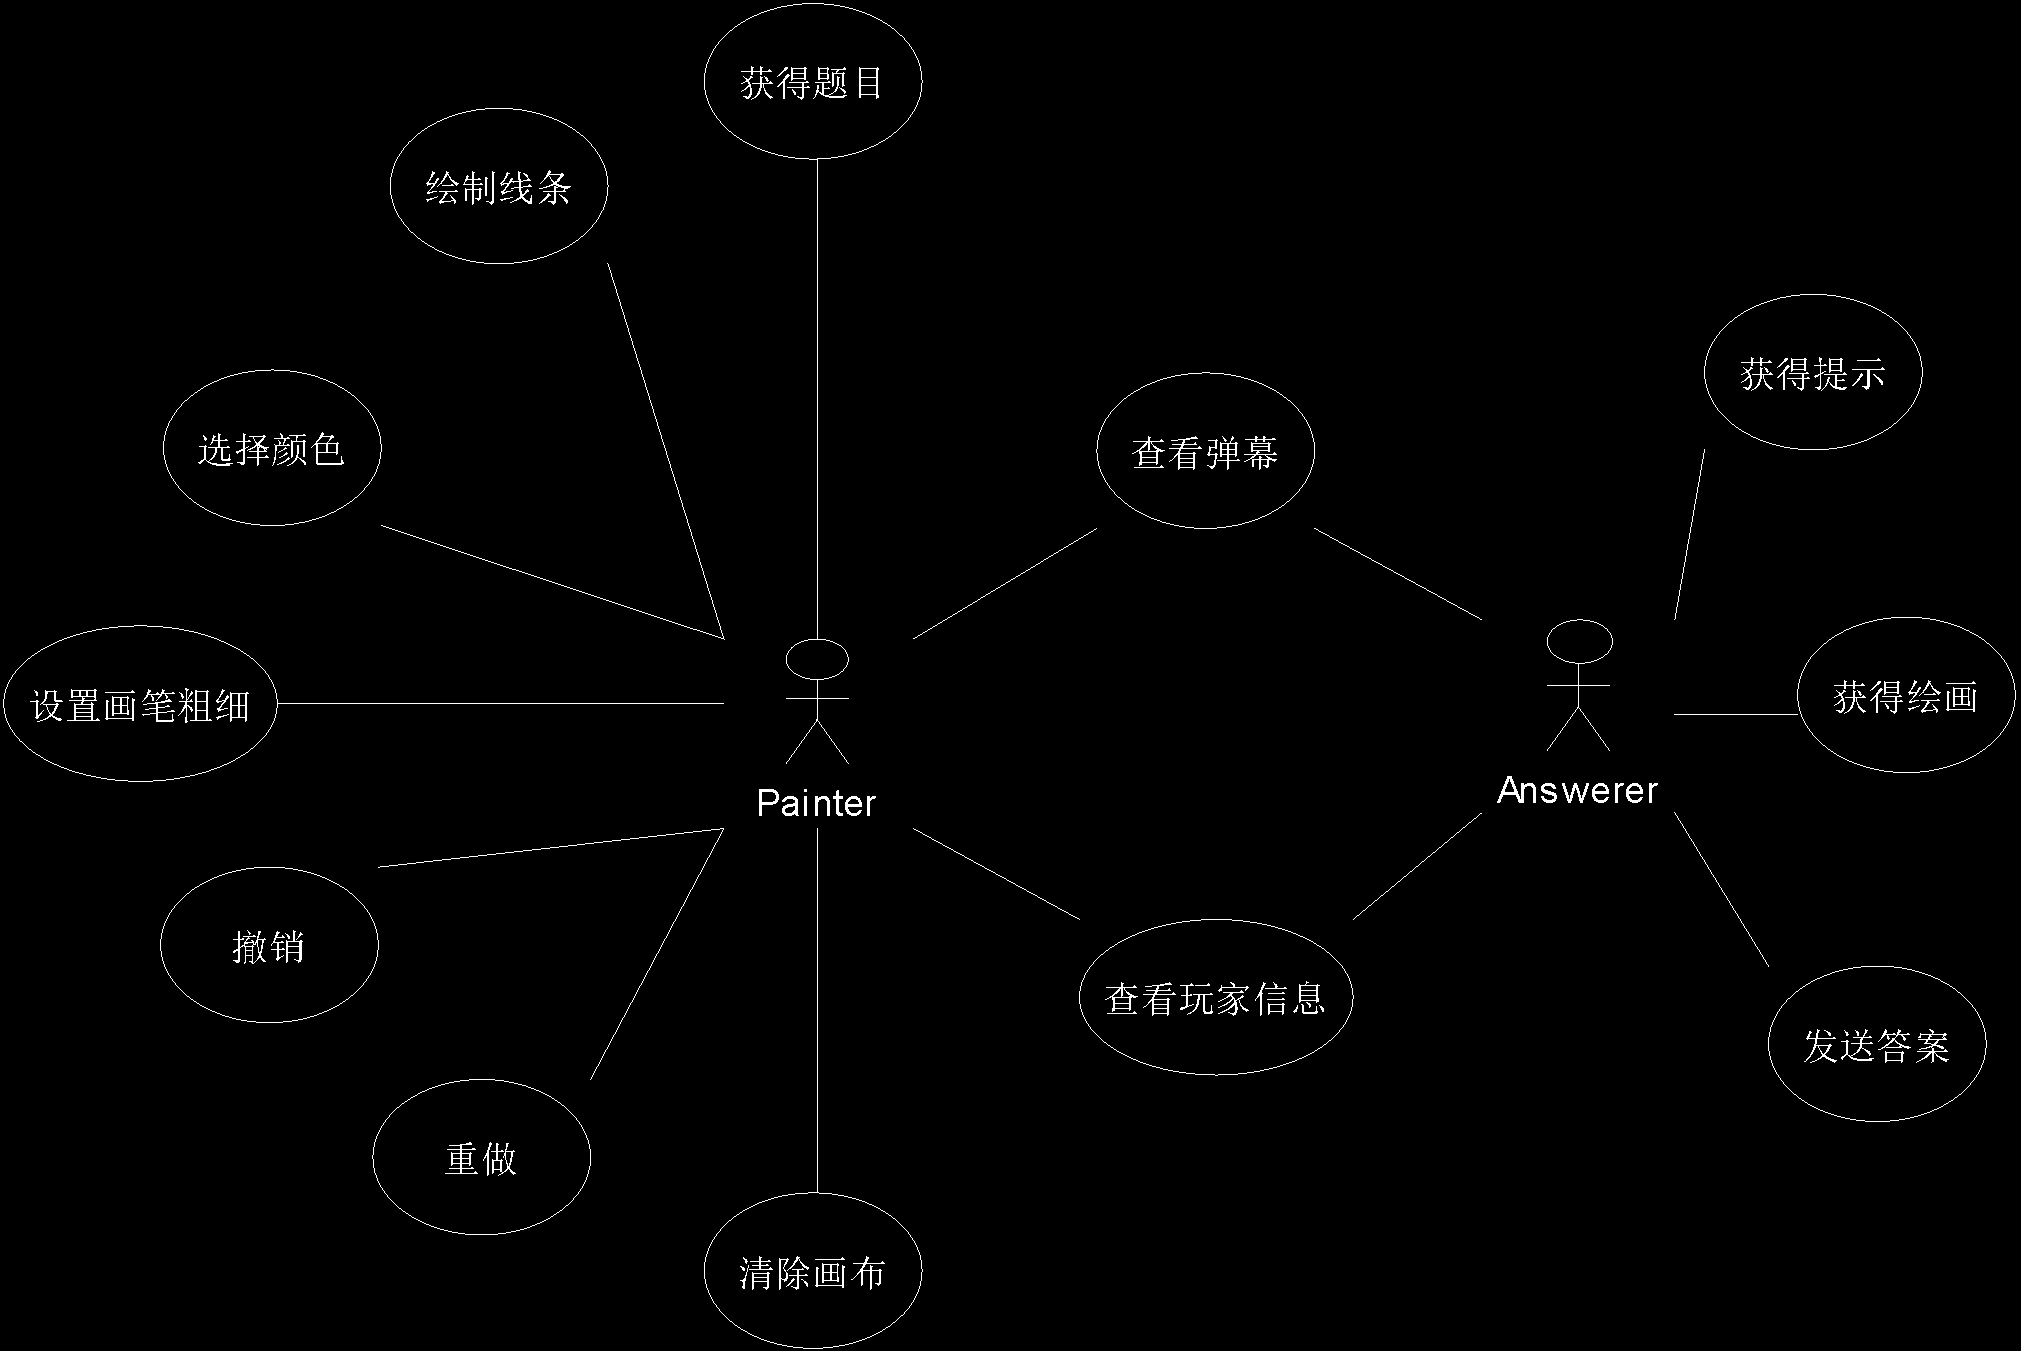 获得题目
绘制线条
获得提示
选择颜色
查看弹幕
设置画笔粗细
获得绘画
Painter
Answerer
撤销
查看玩家信息
发送答案
重做
清除画布